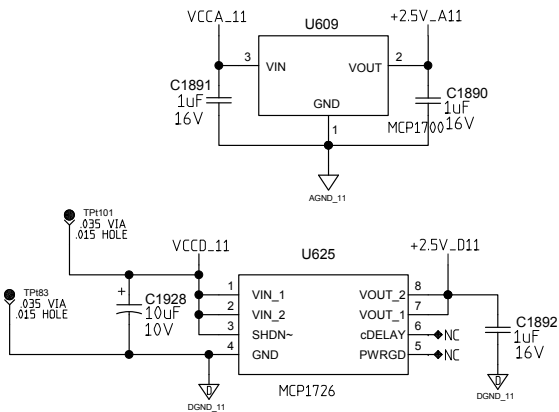 VCCA_11
U609
+2.5V_A11
3
VIN
VOUT
2
C1891
1uF
16V
GND
1
C1890
1uF
16V
MCP1700
AGND_11
TPt101
.035 VIA
.015 HOLE
VCCD_11
U625
+2.5V_D11
TPt83
.035 VIA
.015 HOLE
+
C1928
10uF
10V
1
VIN_1
VOUT_2
8
2
VIN_2
VOUT_1
7
3
SHDN~
cDELAY
6
NC
4
GND
PWRGD
5
NC
C1892
1uF
16V
D
DGND_11
MCP1726
D
DGND_11